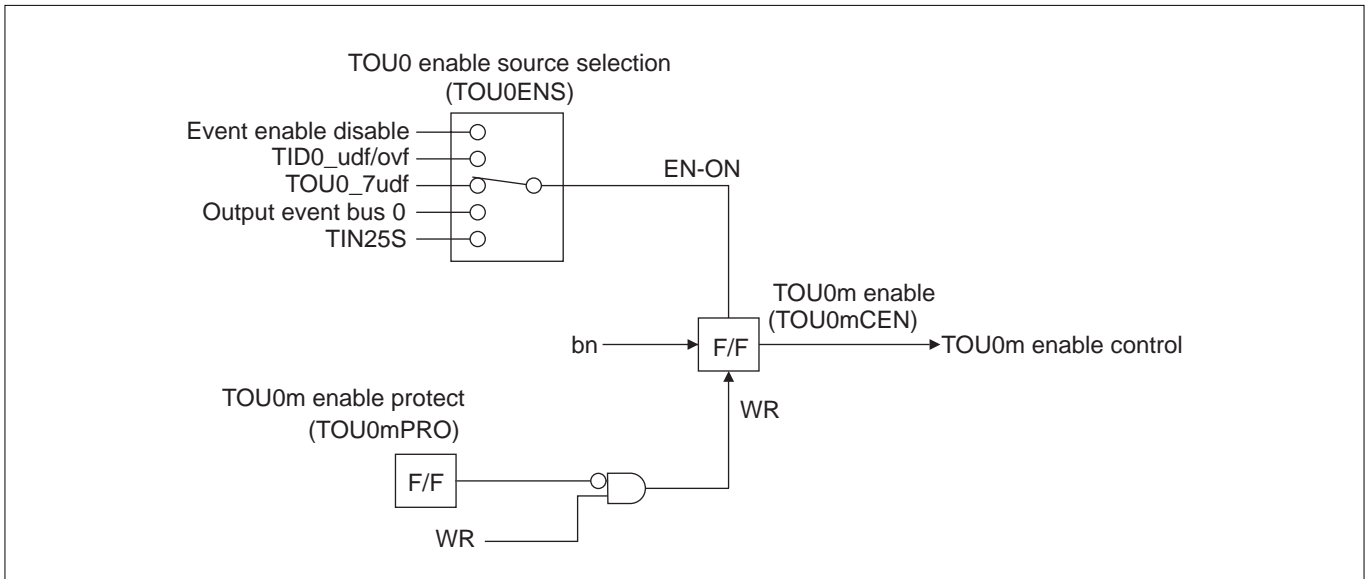 TOU0 enable source selection
(TOU0ENS)
Event enable disable
TID0_udf/ovf
TOU0_7udf
Output event bus 0
TIN25S
EN-ON
TOU0m enable
(TOU0mCEN)
bn
F/F
TOU0m enable control
WR
TOU0m enable protect
(TOU0mPRO)
F/F
WR